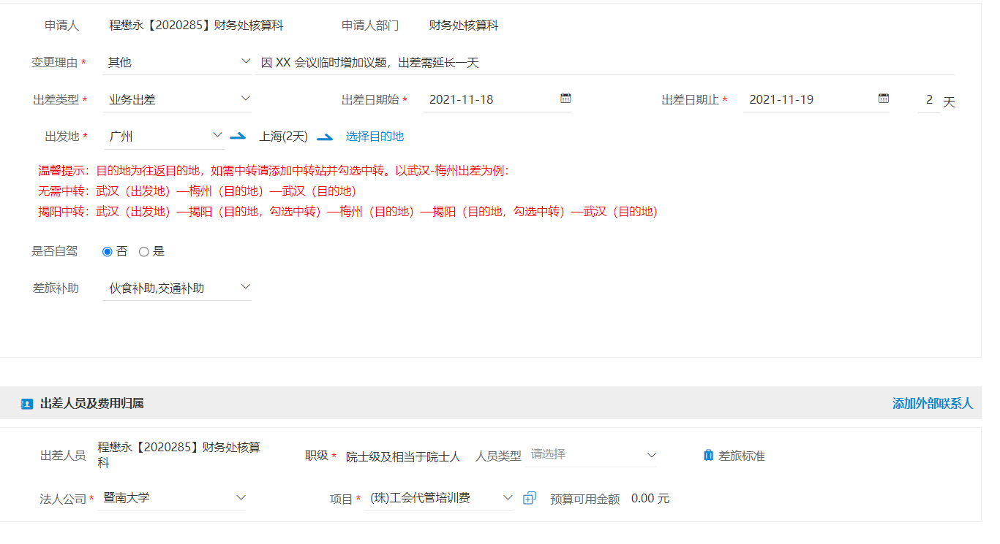 申请人 程懋永【2020285】财务处核算科 申请人部门 财务处核算科
变更理由 * 其他 因 XX 会议临时增加议题，出差需延长一天
出差类型 * 业务出差 出差日期始 * 2021-11-18 出差日期止 * 2021-11-19 2 天
出发地 * 广州 上海(2天) 选择目的地
温馨提示：目的地为往返目的地，如需中转请添加中转站并勾选中转。以武汉-梅州出差为例：
无需中转：武汉（出发地）—梅州（目的地）—武汉（目的地）
揭阳中转：武汉（出发地）—揭阳（目的地，勾选中转）—梅州（目的地）—揭阳（目的地，勾选中转）—武汉（目的地）
是否自驾 否 是
差旅补助 伙食补助,交通补助
出差人员及费用归属 添加外部联系人
出差人员 程懋永【2020285】财务处核算
科 职级 * 院士级及相当于院士人 人员类型 请选择 差旅标准
法人公司 * 暨南大学 项目 * (珠)工会代管培训费 预算可用金额 0.00 元